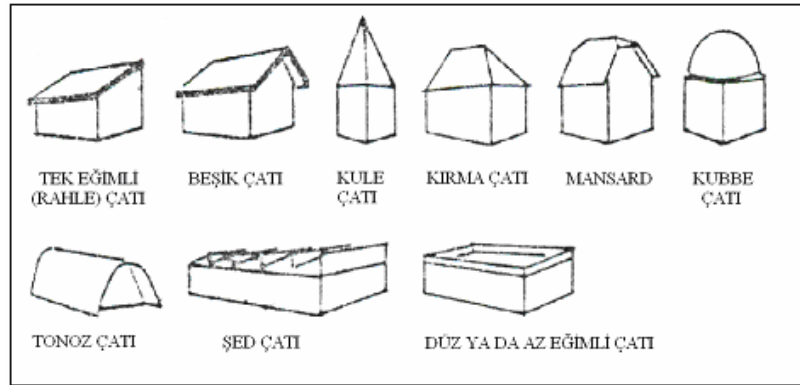 TEK EĞİMLİ
(RAHLE) ÇATI
BEŞİK ÇATI
KULE
ÇATI
KIRMA ÇATI
MANSARD
KUBBE
ÇATI
TONOZ ÇATI
ŞED ÇATI
DÜZ YA DA AZ EĞİMLİ ÇATI